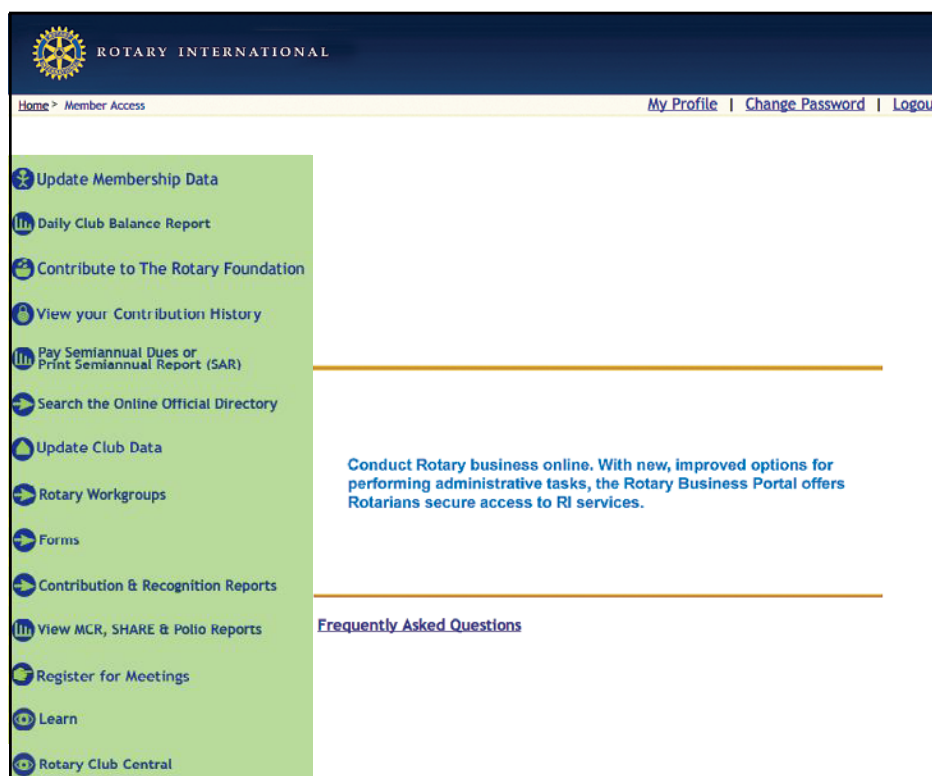 ROTARY INTERNATIONAL
Home > Member Access
My Profile | Change Password | Logou
Update Membership Data
Daily Club Balance Report
Contribute to The Rotary Foundation
View your Contribution History
Pay Semiannual Dues or
Print Semiannual Report (SAR)
Search the Online Official Directory
Update Club Data
Rotary Workgroups
Forms
Contribution & Recognition Reports
View MCR, SHARE & Polio Reports
Register for Meetings
Learn
Rotary Club Central
Conduct Rotary business online. With new, improved options for
performing administrative tasks, the Rotary Business Portal offers
Rotarians secure access to RI services.
Frequently Asked Questions